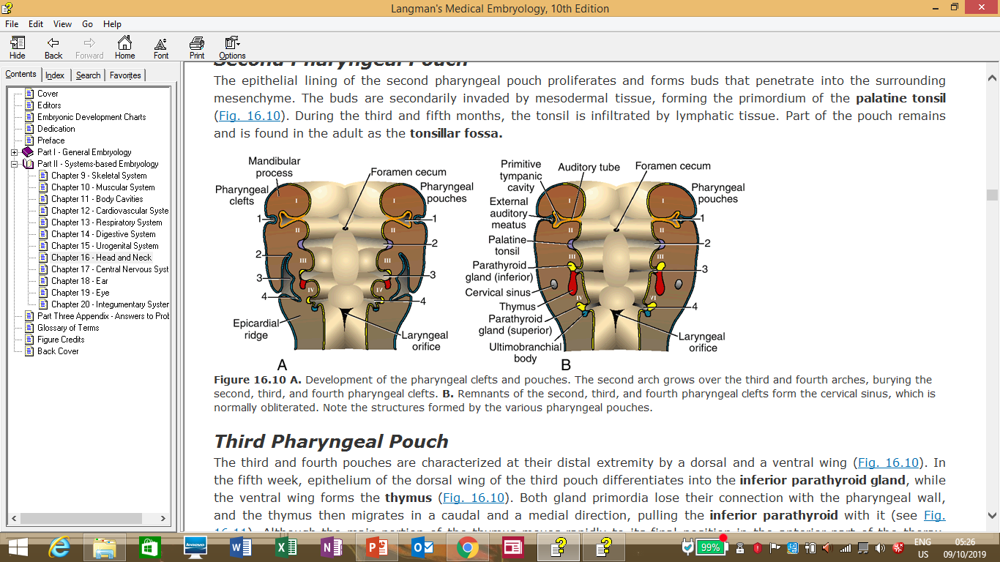 Langman's Medical Embryology, 10th Edition
File Edit View Go Help
Hide Back Forward Home Font Print Options
Contents Index Search Favorites
Cover
Editors
Embryonic Development Charts
Dedication
Preface
Part I - General Embryology
Part II - Systems-based Embryology
Chapter 9 - Skeletal System
Chapter 10 - Muscular System
Chapter 11 - Body Cavities
Chapter 12 - Cardiovascular Syste
Chapter 13 - Respiratory System
Chapter 14 - Digestive System
Chapter 15 - Urogenital System
Chapter 16 - Head and Neck
Chapter 17 - Central Nervous Syst
Chapter 18 - Ear
Chapter 19 - Eye
Chapter 20 - Integumentary System
Part Three Appendix - Answers to Prob
Glossary of Terms
Figure Credits
Back Cover
Second Pharyngeal Pouch
The epithelial lining of the second pharyngeal pouch proliferates and forms buds that penetrate into the surrounding
mesenchyme. The buds are secondarily invaded by mesodermal tissue, forming the primordium of the palatine tonsil
(Fig. 16.10). During the third and fifth months, the tonsil is infiltrated by lymphatic tissue. Part of the pouch remains
and is found in the adult as the tonsillar fossa.
Mandibular
process
Foramen cecum
Pharyngeal
clefts
Pharyngeal
pouches
I
I
1
1
II
II
2
2
III
III
3
3
IV
IV
4
4
Epicardial
ridge
Laryngeal
orifice
A
Primitive
tympanic
cavity
Auditory tube
Foramen cecum
Pharyngeal
pouches
External
auditory
meatus
I
I
1
II
II
Palatine
tonsil
2
III
III
Parathyroid
gland (inferior)
3
Cervical sinus
Thymus
IV
VI
4
Parathyroid
gland (superior)
Ultimobranchial
body
Laryngeal
orifice
B
Figure 16.10 A. Development of the pharyngeal clefts and pouches. The second arch grows over the third and fourth arches, burying the
second, third, and fourth pharyngeal clefts. B. Remnants of the second, third, and fourth pharyngeal clefts form the cervical sinus, which is
normally obliterated. Note the structures formed by the various pharyngeal pouches.
Third Pharyngeal Pouch
The third and fourth pouches are characterized at their distal extremity by a dorsal and a ventral wing (Fig. 16.10). In
the fifth week, epithelium of the dorsal wing of the third pouch differentiates into the inferior parathyroid gland, while
the ventral wing forms the thymus (Fig. 16.10). Both gland primordia lose their connection with the pharyngeal wall,
and the thymus then migrates in a caudal and a medial direction, pulling the inferior parathyroid with it (see Fig.
16.11). Although the main portion of the thymus moves rapidly to its final position in the anterior part of the thorax
lenovo
99%
ENG
US
05:26
09/10/2019